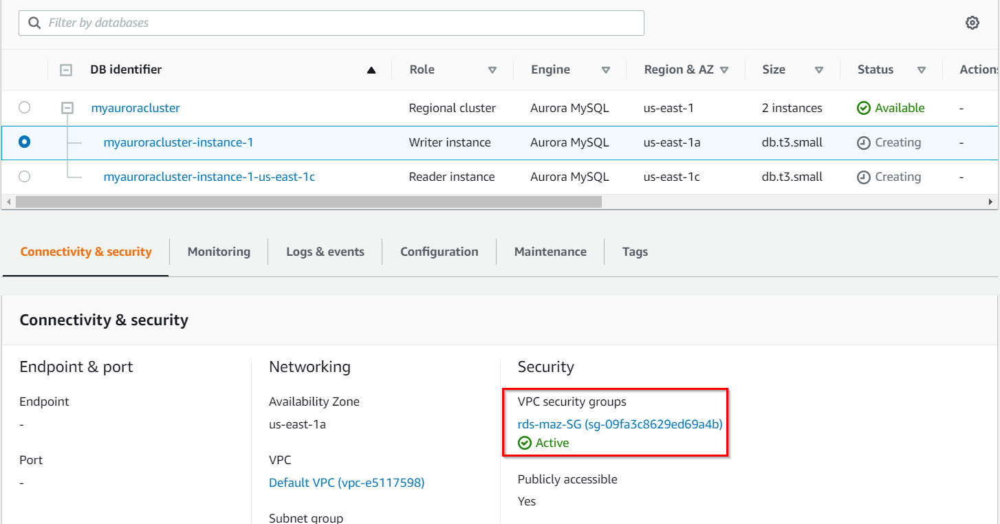 Filter by databases
DB identifier Role Engine Region & AZ Size Status Actions
myauroracluster Regional cluster Aurora MySQL us-east-1 2 instances Available -
myauroracluster-instance-1 Writer instance Aurora MySQL us-east-1a db.t3.small Creating -
myauroracluster-instance-1-us-east-1c Reader instance Aurora MySQL us-east-1c db.t3.small Creating -
Connectivity & security Monitoring Logs & events Configuration Maintenance Tags
Connectivity & security
Endpoint & port
Endpoint
-
Port
-
Networking
Availability Zone
us-east-1a
VPC
Default VPC (vpc-e5117598)
Subnet group
Security
VPC security groups
rds-maz-SG (sg-09fa3c8629ed69a4b)
Active
Publicly accessible
Yes